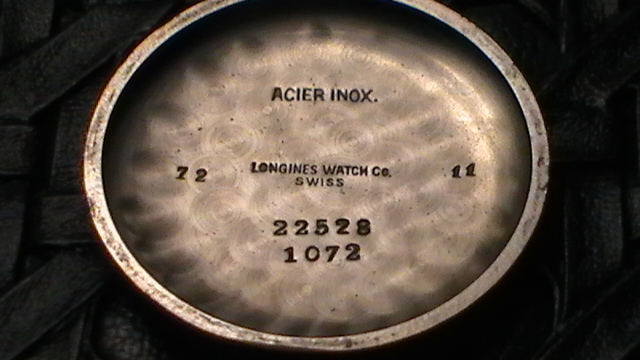 ACIER INOX.
72 LONGINES WATCH Co. 11
SWISS
22528
1072